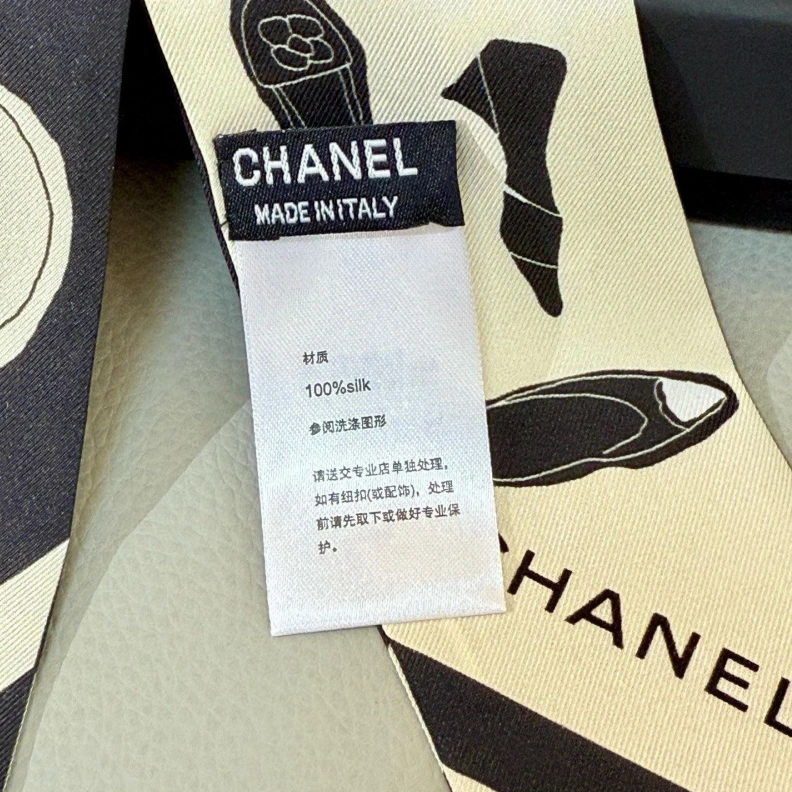 CHANEL
MADE IN ITALY
材质
100%silk
参阅洗涤图形
请送交专业店单独处理，
如有纽扣(或配饰)，处理
前请先取下或做好专业保
护。
CHANEL